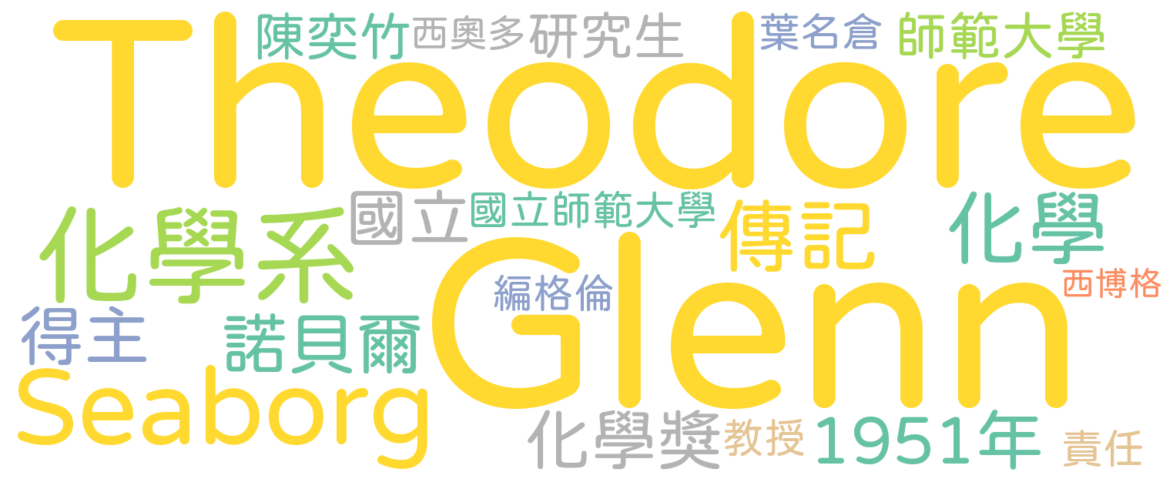 陳奕竹 西奧多 研究生 葉名倉 師範大學
Theodore
化學系 國立 國立師範大學 傳記 化學
Glenn
編格倫 西博格
得主 諾貝爾
Seaborg
化學獎 教授 1951年 責任